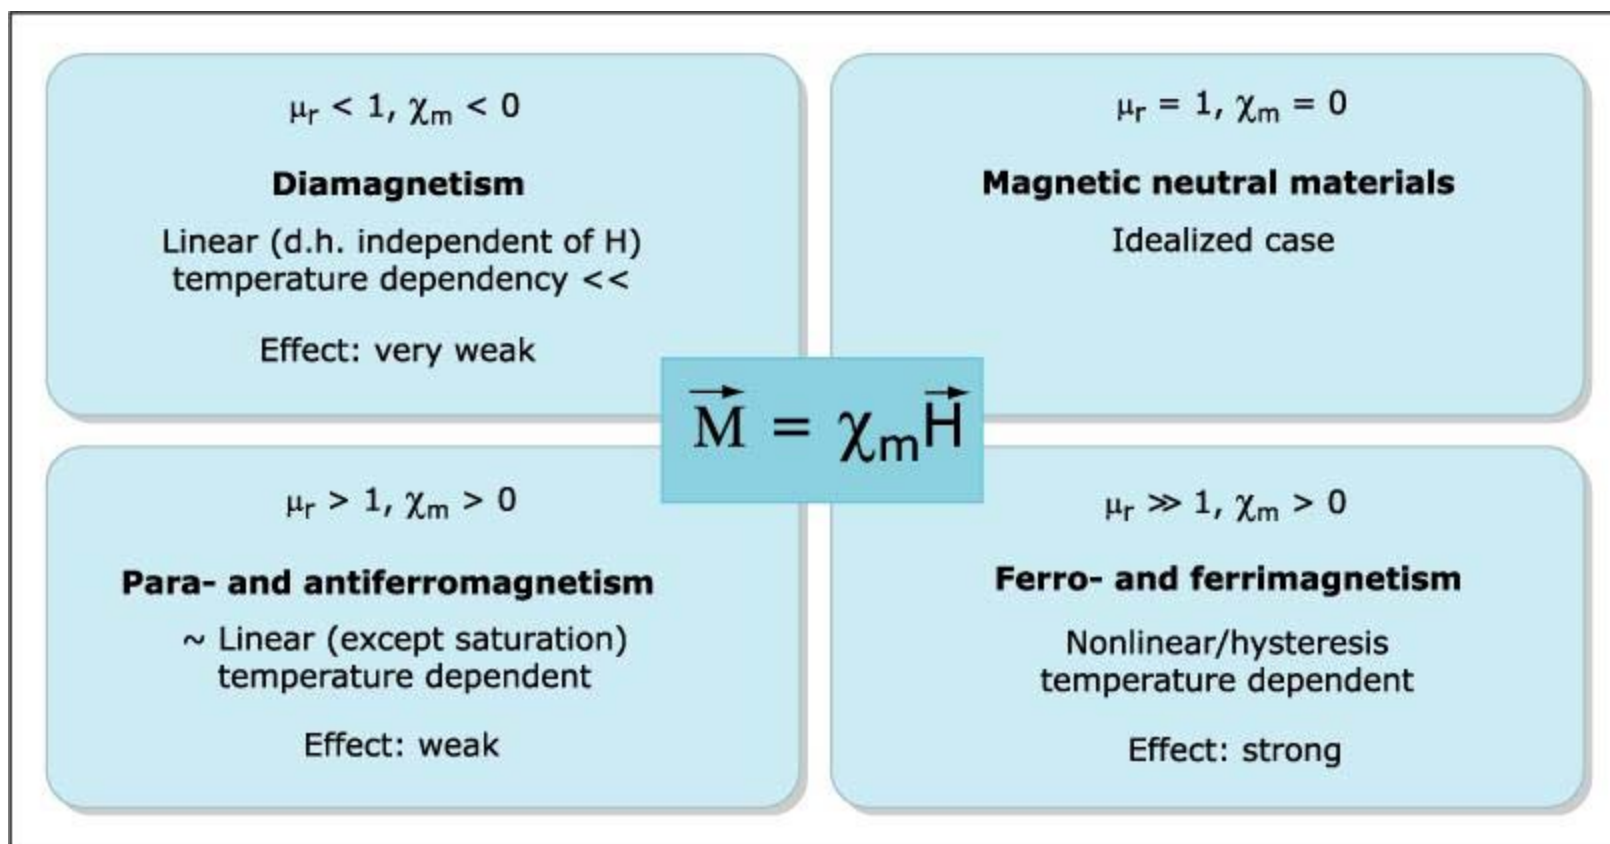 μr < 1, χm < 0
Diamagnetism
Linear (d.h. independent of H)
temperature dependency <<
Effect: very weak
μr = 1, χm = 0
Magnetic neutral materials
Idealized case
M = χmH
μr > 1, χm > 0
Para- and antiferromagnetism
~ Linear (except saturation)
temperature dependent
Effect: weak
μr ≫ 1, χm > 0
Ferro- and ferrimagnetism
Nonlinear/hysteresis
temperature dependent
Effect: strong